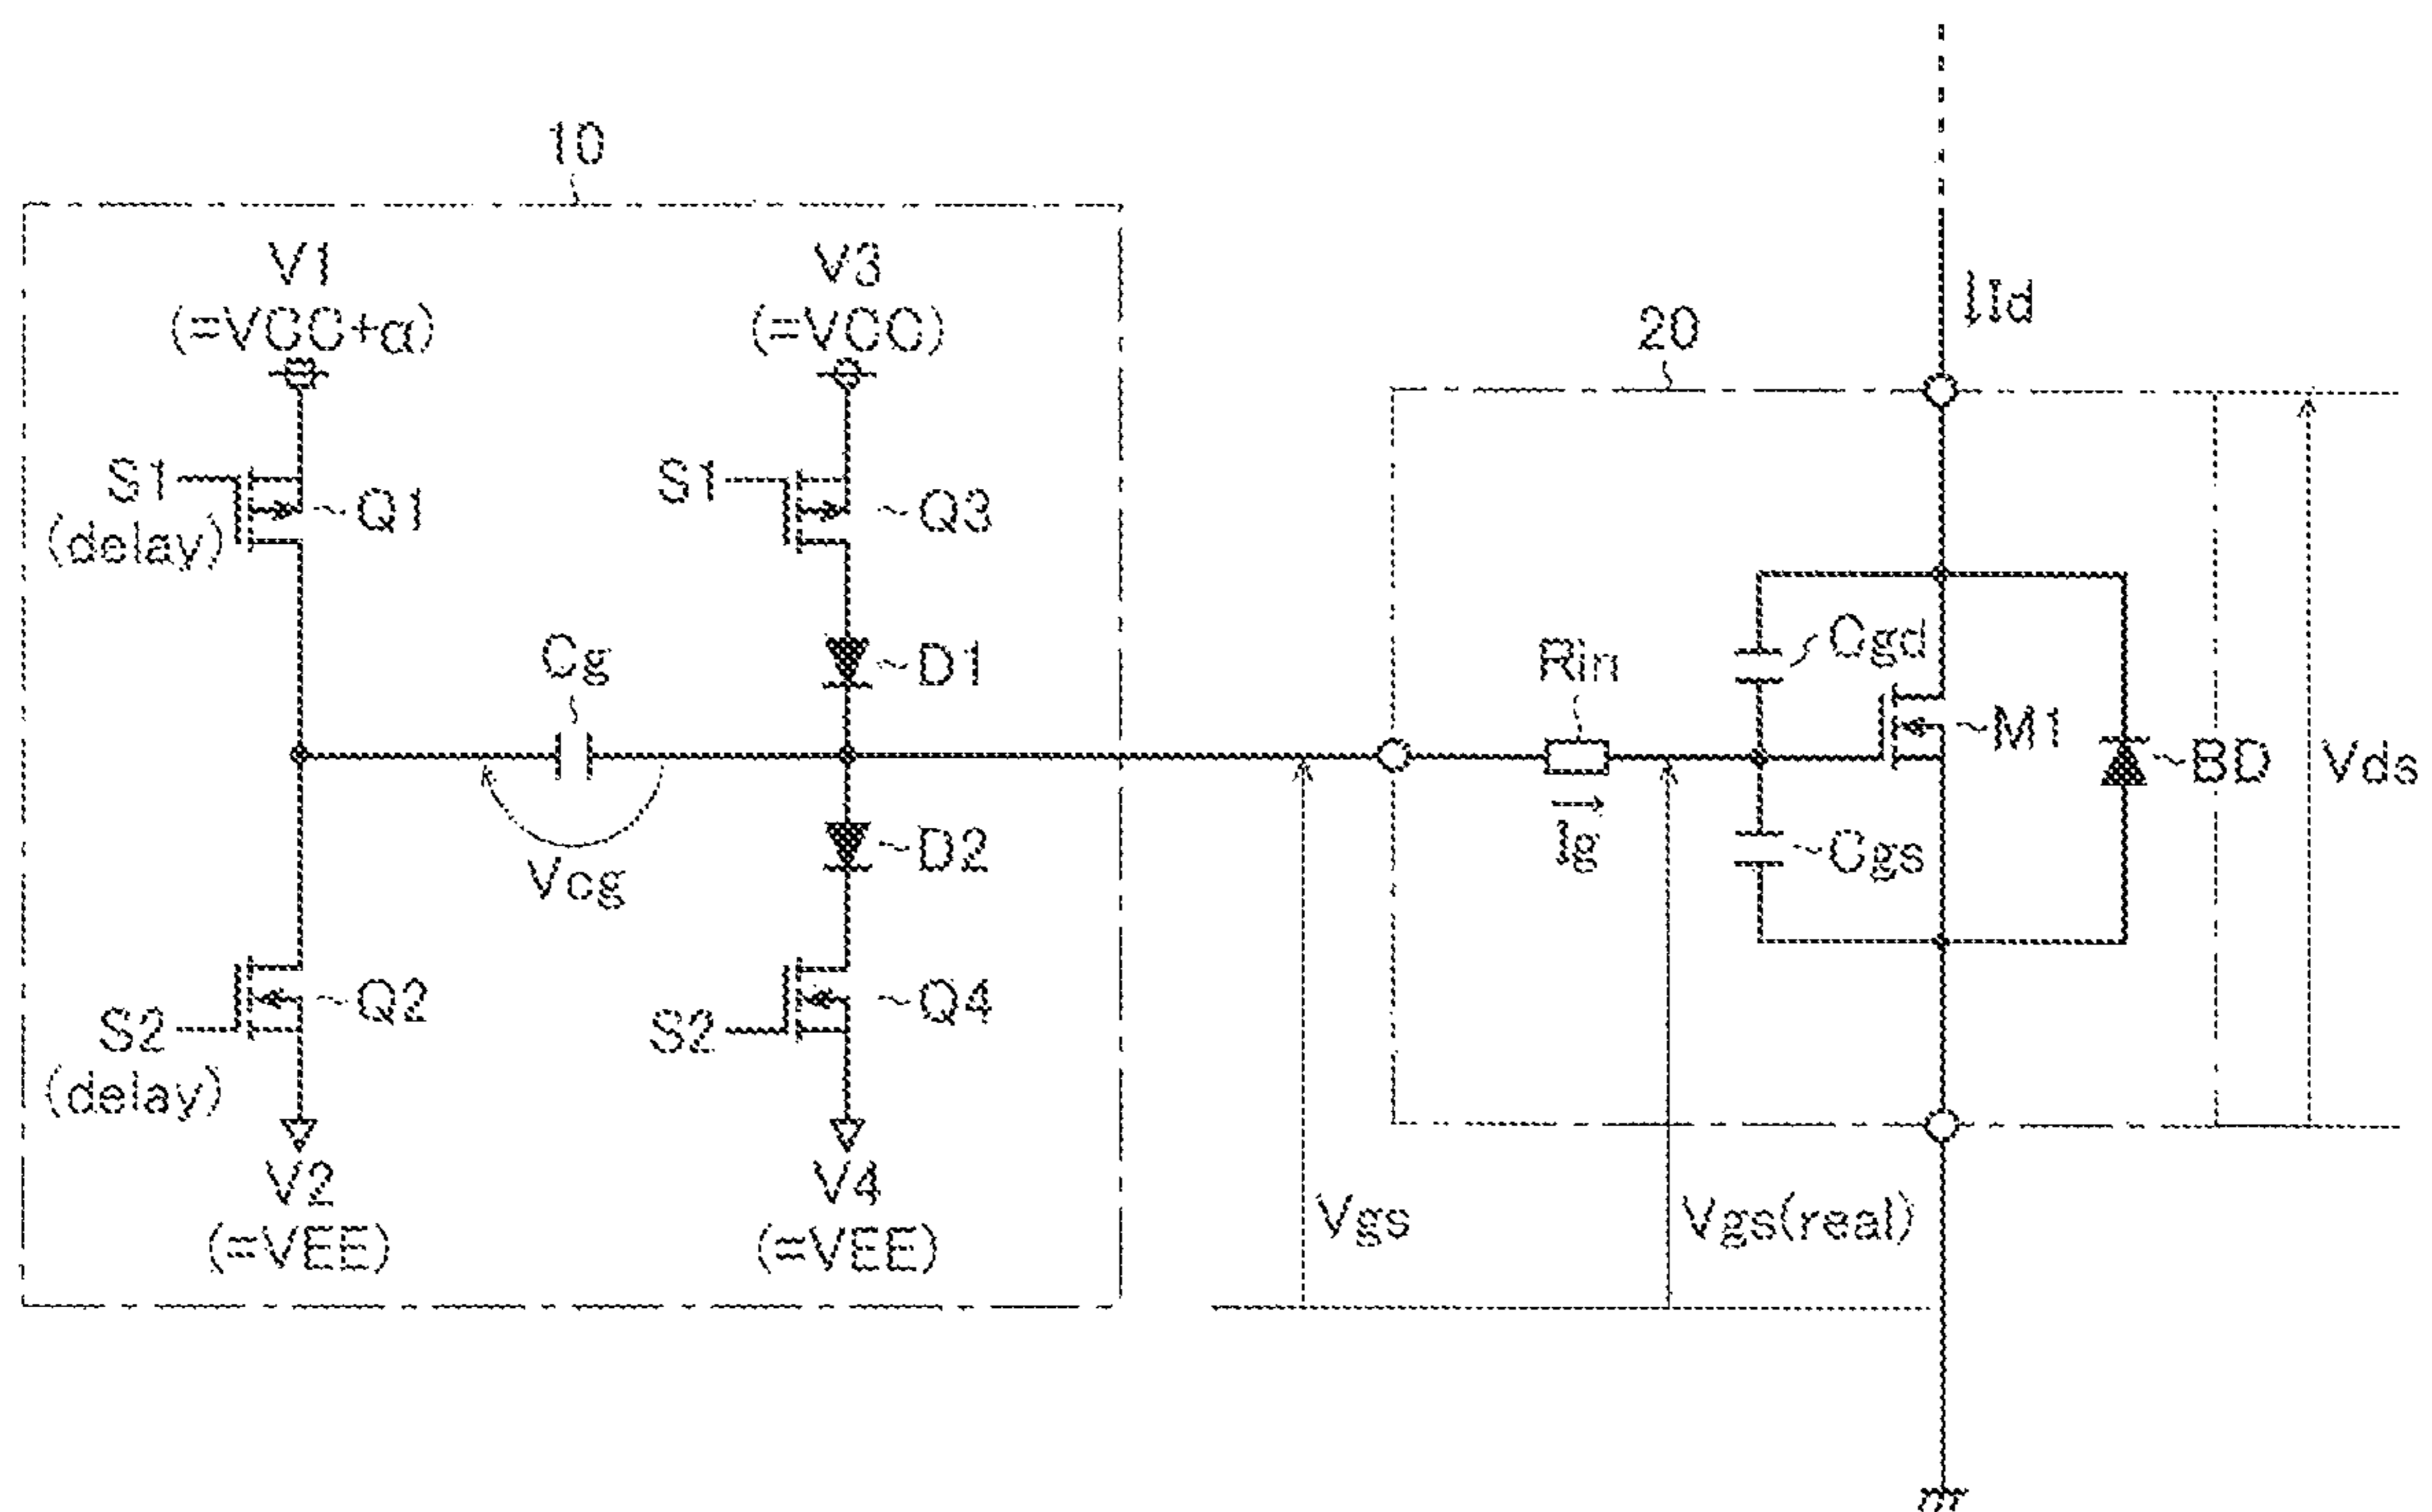 10
V1
(=VCC+α)
V3
(=VCC)
↓Id
20
S1
(delay)
Q1
S1
Q3
Cg
D1
Rin
Cgd
M1
BD
Vds
Vcg
D2
Ig
Cgs
S2
(delay)
Q2
S2
Q4
V2
(=VEE)
V4
(=VEE)
Vgs
Vgs(real)